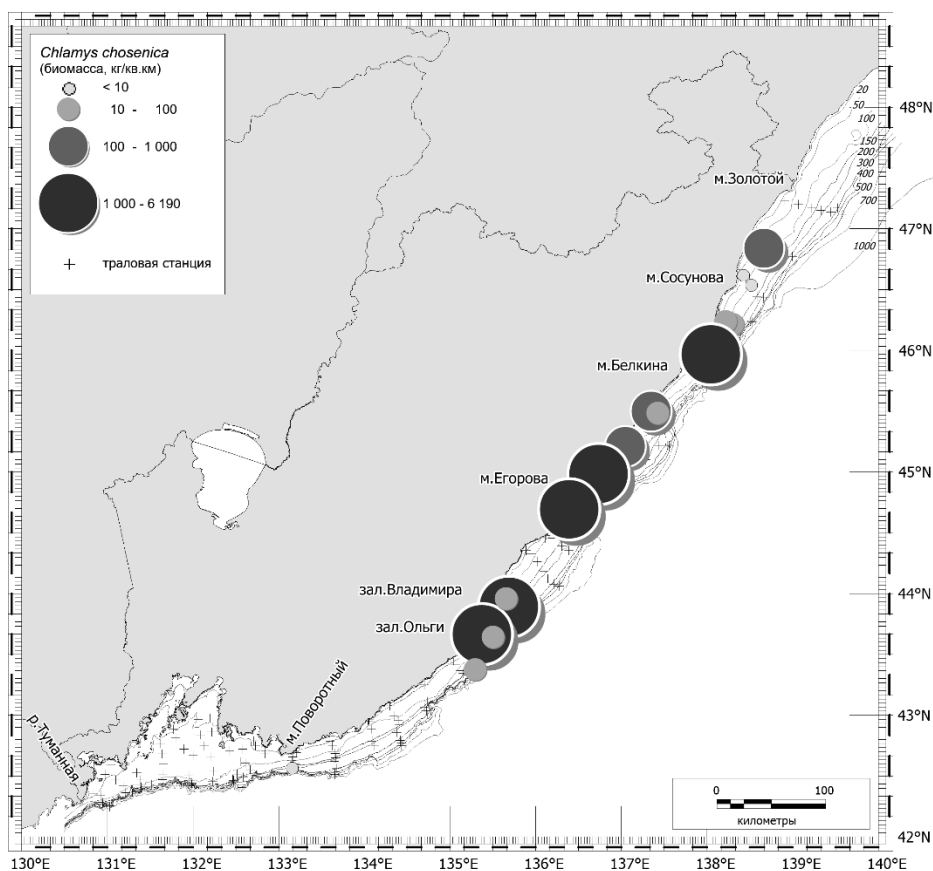 Chlamys chosenica
(биомасса, кг/кв.км)
< 10
10 - 100
100 - 1 000
1 000 - 6 190
+ траловая станция
20
50
100
150
200
300
400
500
700
1000
48°N
м.Золотой
47°N
м.Сосунова
46°N
м.Белкина
45°N
м.Егорова
44°N
зал.Владимира
зал.Ольги
м.Поворотный
43°N
р.Туманная
0 100
километры
42°N
130°E 131°E 132°E 133°E 134°E 135°E 136°E 137°E 138°E 139°E 140°E